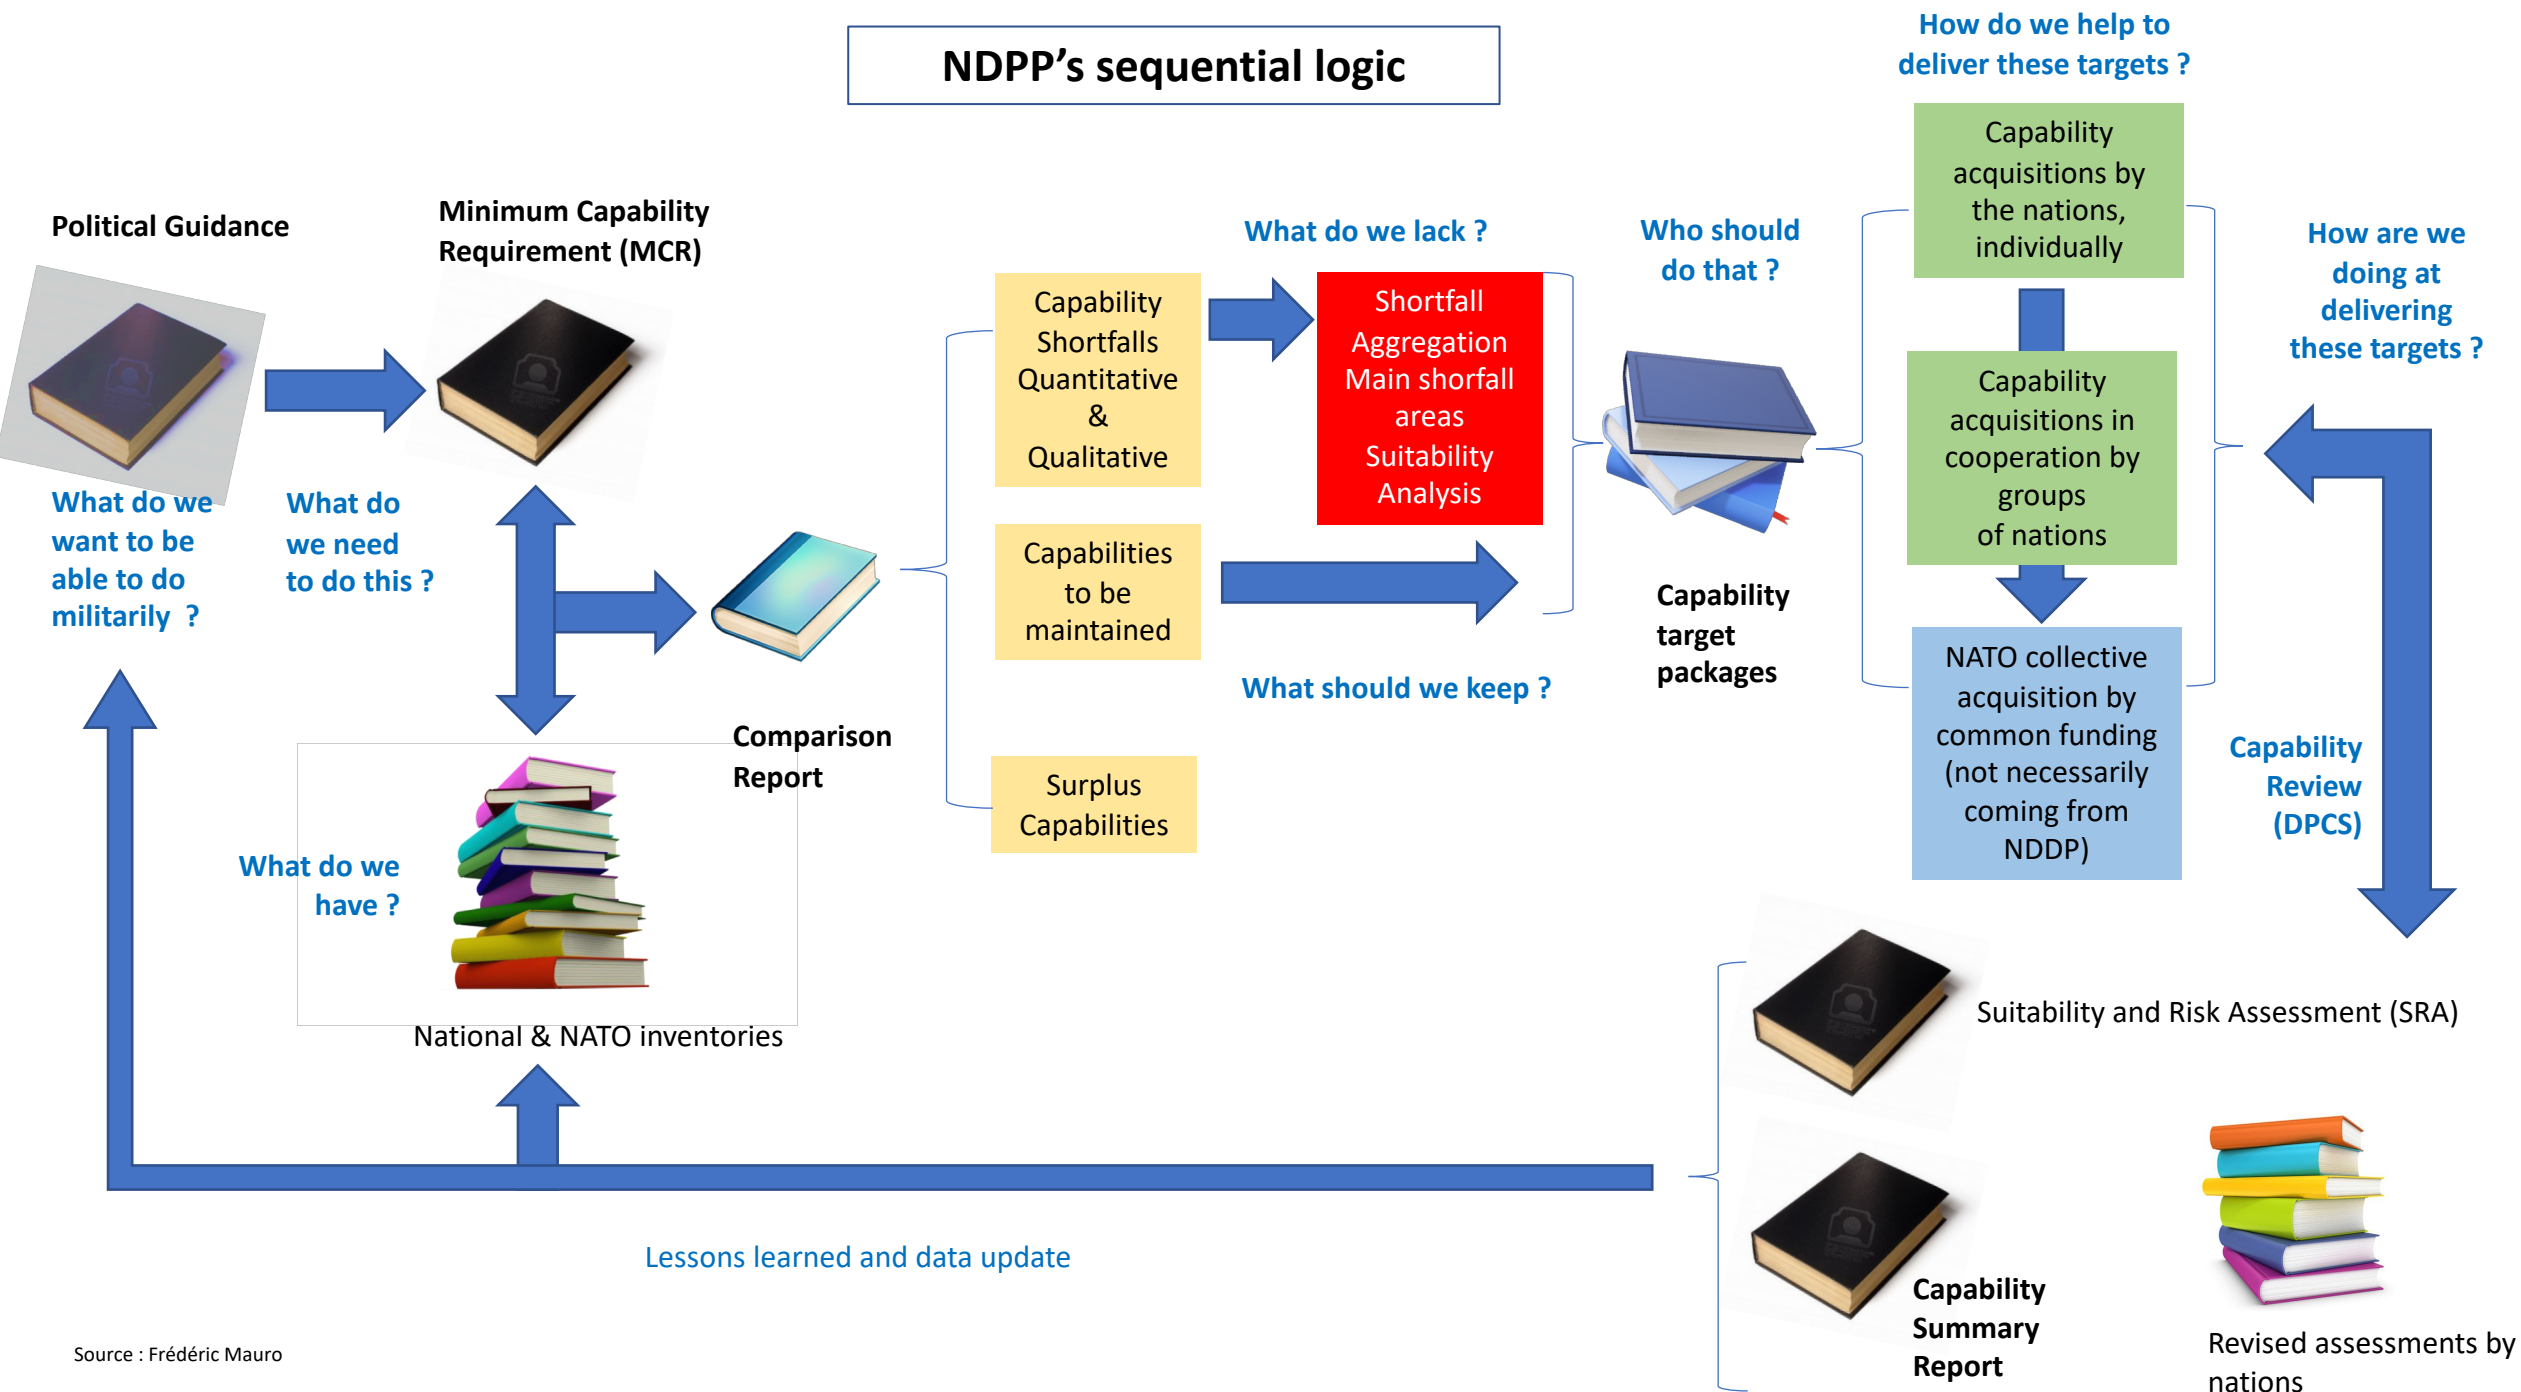 NDPP's sequential logic
Political Guidance
What do we
want to be
able to do
militarily  ?
What do
we need
to do this ?
Minimum Capability
Requirement (MCR)
What do we
have ?
National & NATO inventories
Comparison
Report
Capability
Shortfalls
Quantitative
&
Qualitative
Capabilities
to be
maintained
Surplus
Capabilities
What do we lack ?
Shortfall
Aggregation
Main shorfall
areas
Suitability
Analysis
What should we keep ?
Who should
do that ?
Capability
target
packages
How do we help to
deliver these targets ?
Capability
acquisitions by
the nations,
individually
Capability
acquisitions in
cooperation by
groups
of nations
NATO collective
acquisition by
common funding
(not necessarily
coming from
NDDP)
How are we
doing at
delivering
these targets ?
Capability
Review
(DPCS)
Suitability and Risk Assessment (SRA)
Capability
Summary
Report
Revised assessments by
nations
Lessons learned and data update
Source : Frédéric Mauro